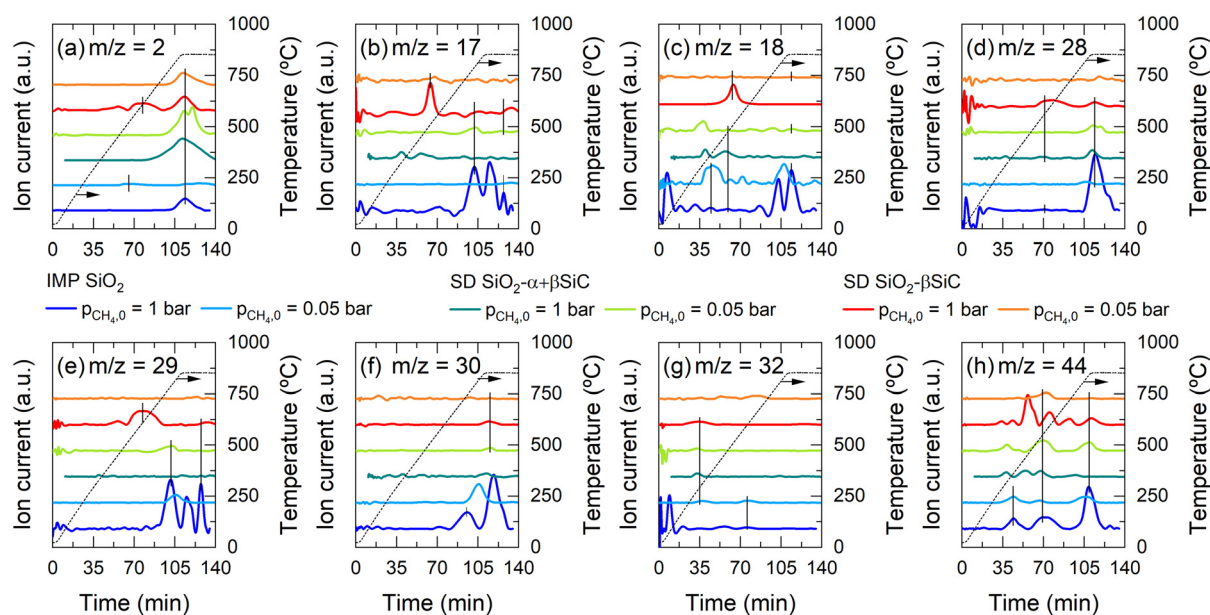 (a) m/z = 2
(b) m/z = 17
(c) m/z = 18
(d) m/z = 28
Ion current (a.u.)
0 35 70 105 140
0 250 500 750 1000
Temperature (ºC)
Ion current (a.u.)
0 35 70 105 140
0 250 500 750 1000
Temperature (ºC)
Ion current (a.u.)
0 35 70 105 140
0 250 500 750 1000
Temperature (ºC)
Ion current (a.u.)
0 35 70 105 140
0 250 500 750 1000
Temperature (ºC)
IMP SiO₂
p_CH₄,₀ = 1 bar
p_CH₄,₀ = 0.05 bar
SD SiO₂-α+βSiC
p_CH₄,₀ = 1 bar
p_CH₄,₀ = 0.05 bar
SD SiO₂-βSiC
p_CH₄,₀ = 1 bar
p_CH₄,₀ = 0.05 bar
(e) m/z = 29
(f) m/z = 30
(g) m/z = 32
(h) m/z = 44
Ion current (a.u.)
0 35 70 105 140
Time (min)
0 250 500 750 1000
Temperature (ºC)
Ion current (a.u.)
0 35 70 105 140
Time (min)
0 250 500 750 1000
Temperature (ºC)
Ion current (a.u.)
0 35 70 105 140
Time (min)
0 250 500 750 1000
Temperature (ºC)
Ion current (a.u.)
0 35 70 105 140
Time (min)
0 250 500 750 1000
Temperature (ºC)